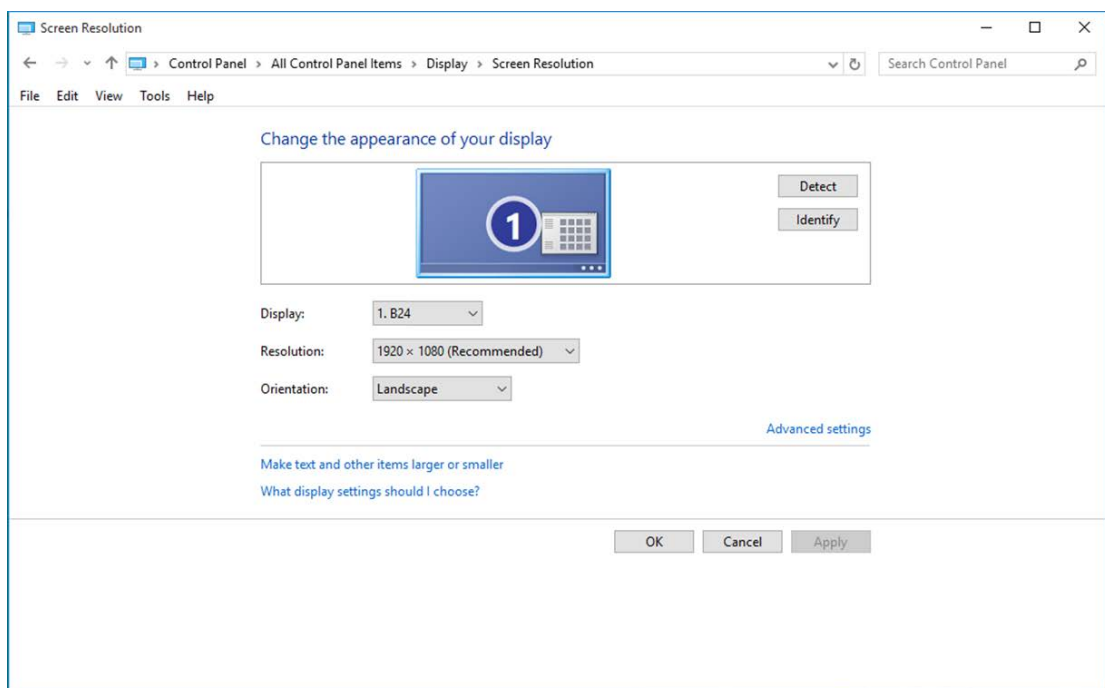 Screen Resolution
Control Panel > All Control Panel Items > Display > Screen Resolution Search Control Panel
File Edit View Tools Help
Change the appearance of your display
1
Detect
Identify
Display: 1. B24
Resolution: 1920 × 1080 (Recommended)
Orientation: Landscape
Advanced settings
Make text and other items larger or smaller
What display settings should I choose?
OK Cancel Apply